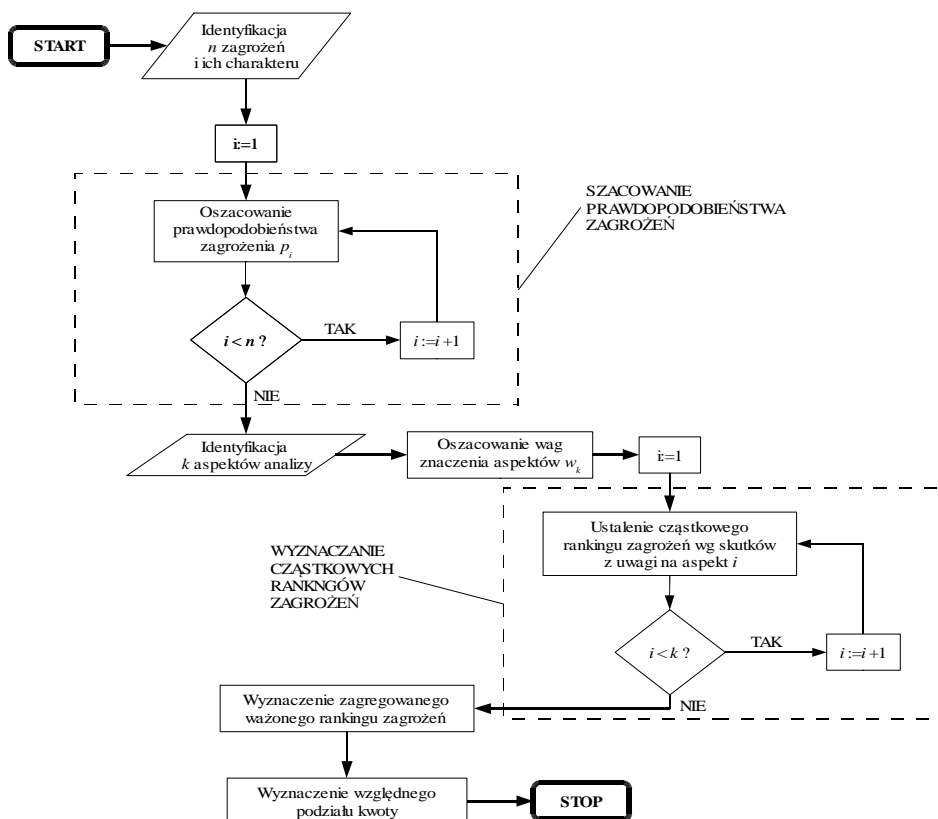 START
Identyfikacja
n zagrożeń
i ich charakteru
i:=1
SZACOWANIE
PRAWDOPODOBIEŃSTWA
ZAGROŻEŃ
Oszacowanie
prawdopodobieństwa
zagrożenia p_i
i < n ?
TAK
i :=i +1
NIE
Identyfikacja
k aspektów analizy
Oszacowanie wag
znaczenia aspektów w_k
i:=1
WYZNACZANIE
CZĄSTKOWYCH
RANKNGÓW
ZAGROŻEŃ
Ustalenie cząstkowego
rankingu zagrożeń wg skutków
z uwagi na aspekt i
i < k ?
TAK
i :=i +1
NIE
Wyznaczenie zagregowanego
ważonego rankingu zagrożeń
Wyznaczenie względnego
podziału kwoty
STOP